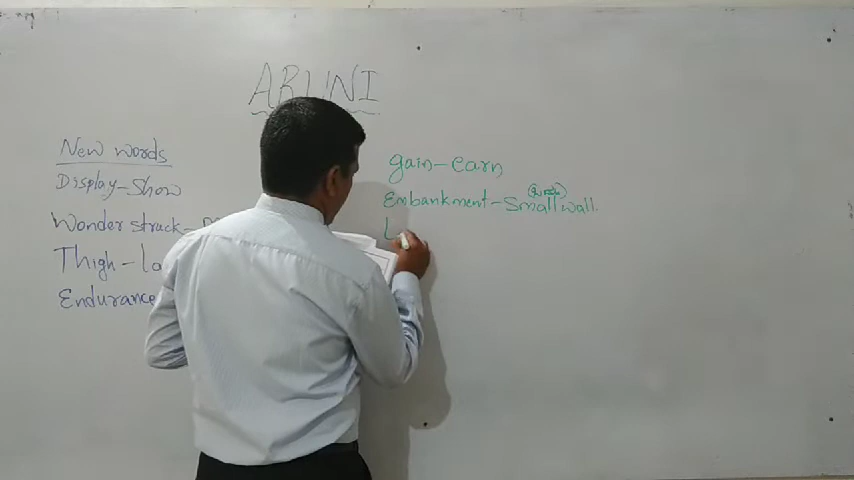 ARUNI
New words
Display-Show
Wonder struck-
Thigh-
Endurance
gain-earn
Embankment-Small wall.